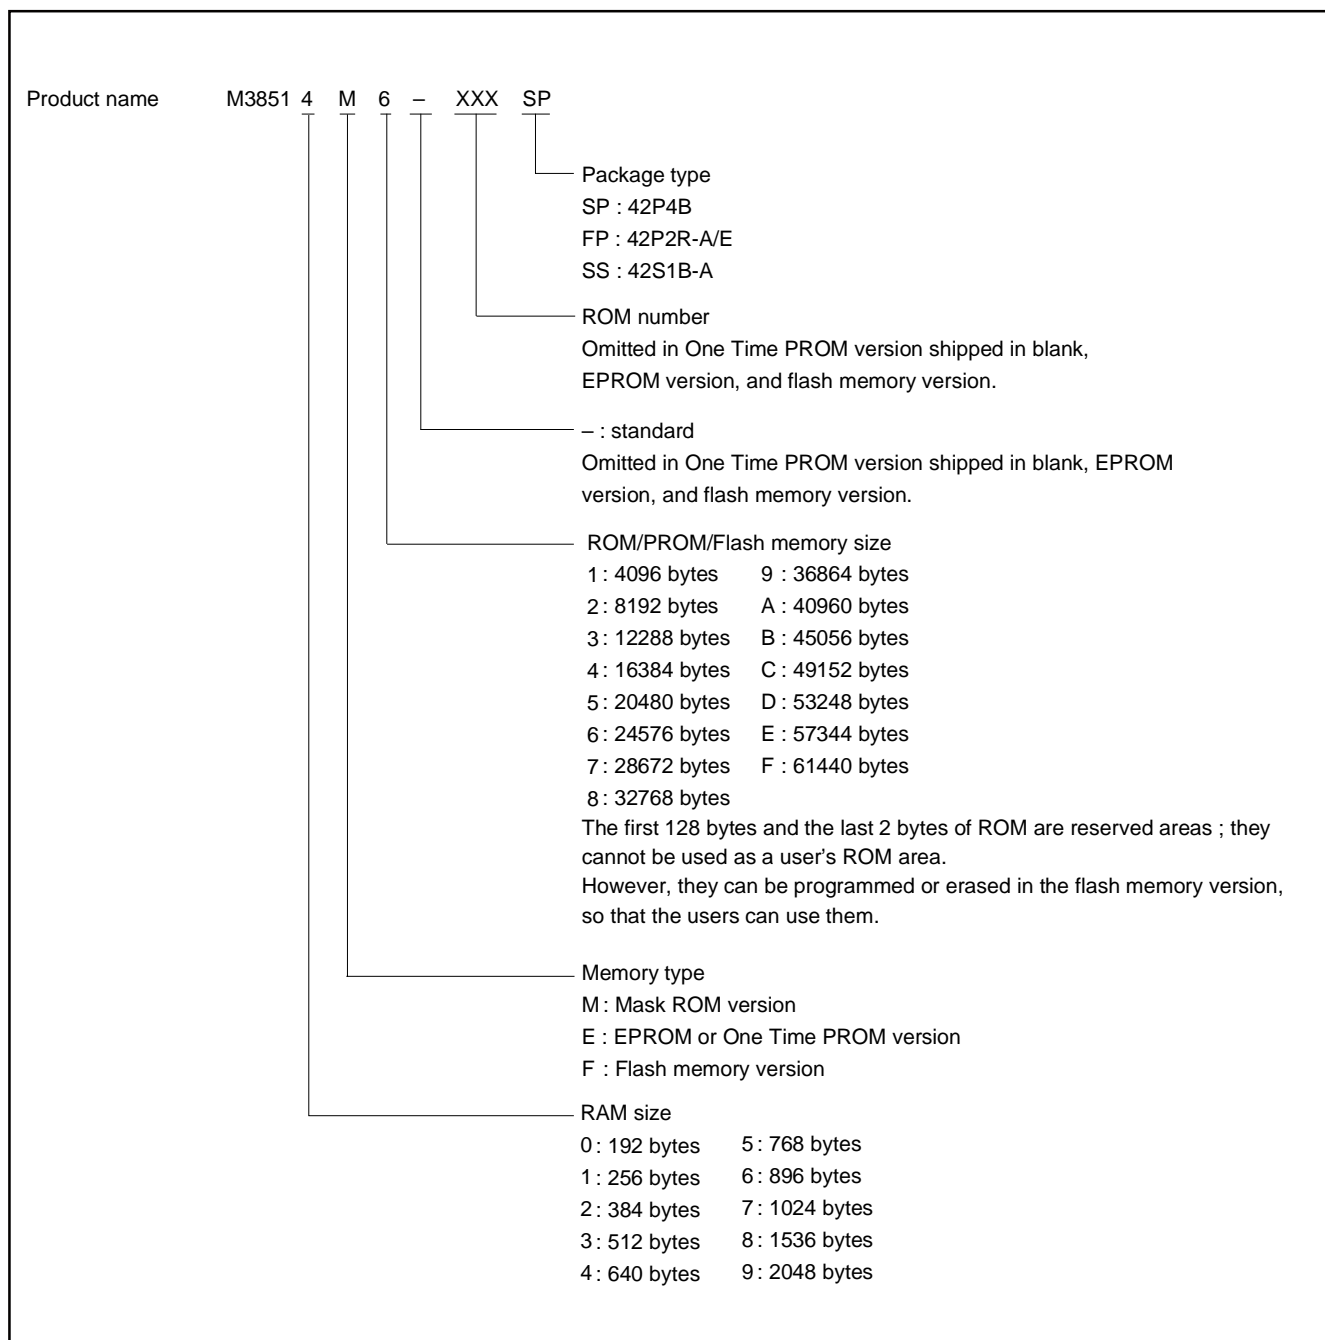 Product name M3851 4 M 6 – XXX SP
Package type
SP : 42P4B
FP : 42P2R-A/E
SS : 42S1B-A
ROM number
Omitted in One Time PROM version shipped in blank,
EPROM version, and flash memory version.
– : standard
Omitted in One Time PROM version shipped in blank, EPROM
version, and flash memory version.
ROM/PROM/Flash memory size
1 : 4096 bytes 9 : 36864 bytes
2 : 8192 bytes A : 40960 bytes
3 : 12288 bytes B : 45056 bytes
4 : 16384 bytes C : 49152 bytes
5 : 20480 bytes D : 53248 bytes
6 : 24576 bytes E : 57344 bytes
7 : 28672 bytes F : 61440 bytes
8 : 32768 bytes
The first 128 bytes and the last 2 bytes of ROM are reserved areas ; they
cannot be used as a user’s ROM area.
However, they can be programmed or erased in the flash memory version,
so that the users can use them.
Memory type
M : Mask ROM version
E : EPROM or One Time PROM version
F : Flash memory version
RAM size
0 : 192 bytes 5 : 768 bytes
1 : 256 bytes 6 : 896 bytes
2 : 384 bytes 7 : 1024 bytes
3 : 512 bytes 8 : 1536 bytes
4 : 640 bytes 9 : 2048 bytes